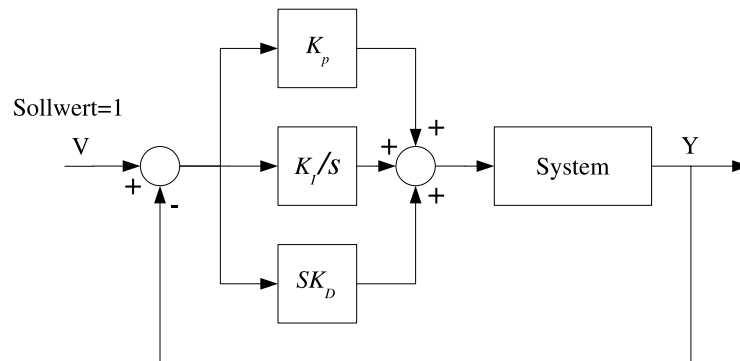 K_p
Sollwert=1
V
+
-
K_I/S
+
+
+
System
Y
SK_D